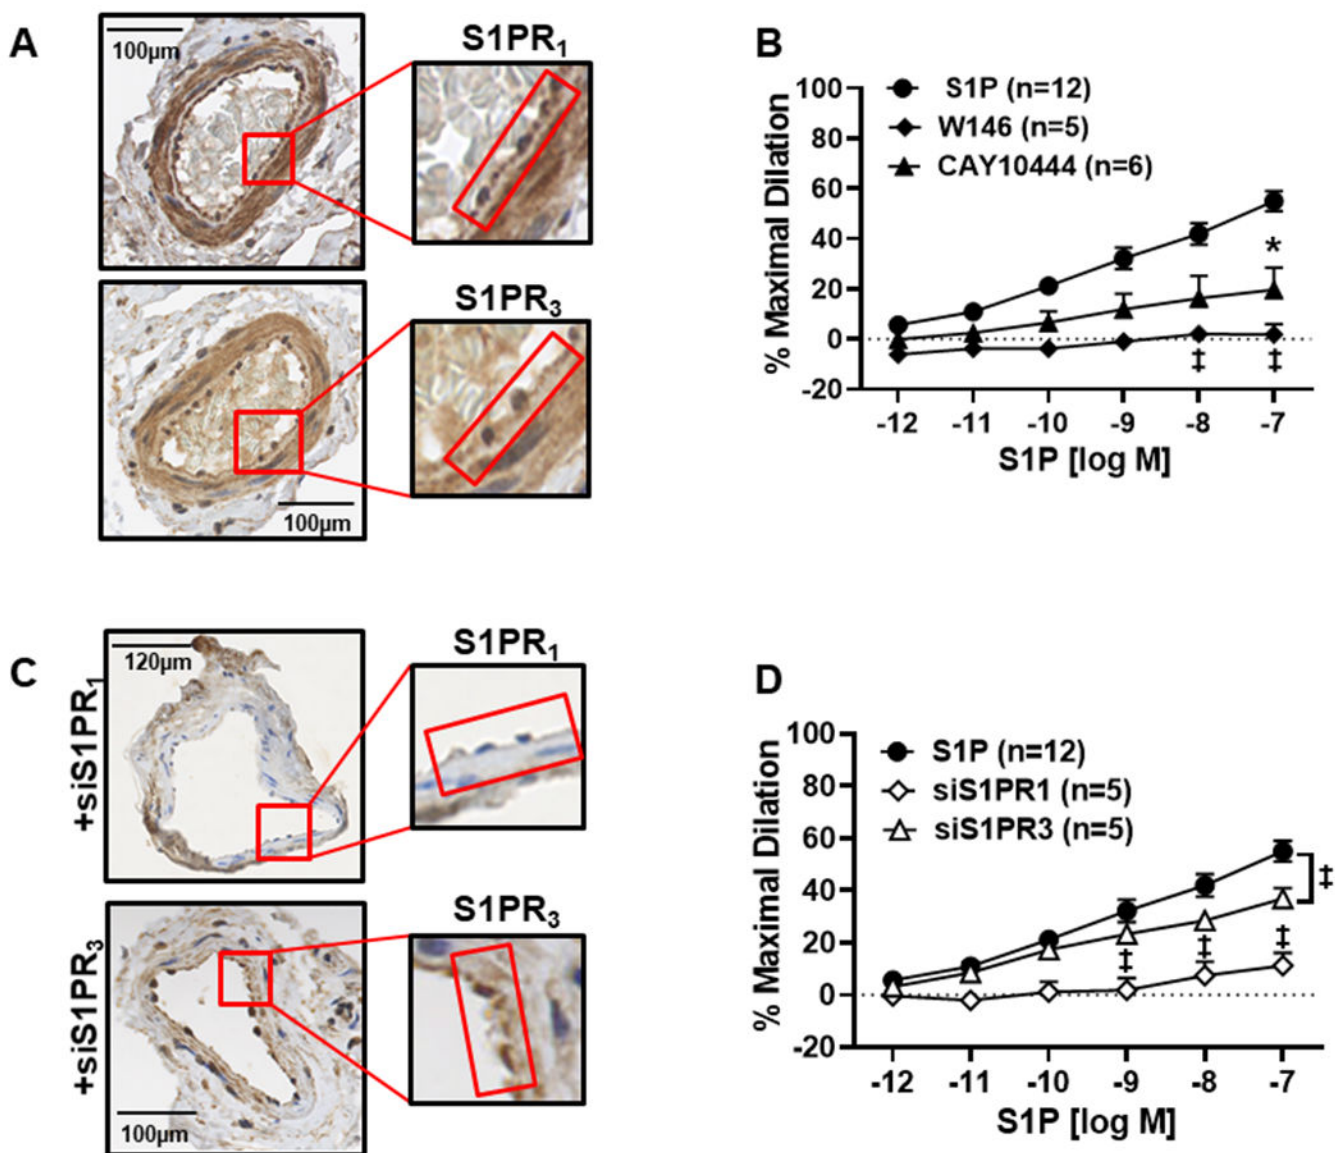 A
100μm
S1PR1
S1PR3
100μm
B
S1P (n=12)
W146 (n=5)
CAY10444 (n=6)
% Maximal Dilation
100
80
60
40
20
0
-20
*
‡ ‡
-12 -11 -10 -9 -8 -7
S1P [log M]
C
+siS1PR1
120μm
S1PR1
+siS1PR3
S1PR3
100μm
D
S1P (n=12)
siS1PR1 (n=5)
siS1PR3 (n=5)
% Maximal Dilation
100
80
60
40
20
0
-20
‡
‡ ‡ ‡
-12 -11 -10 -9 -8 -7
S1P [log M]